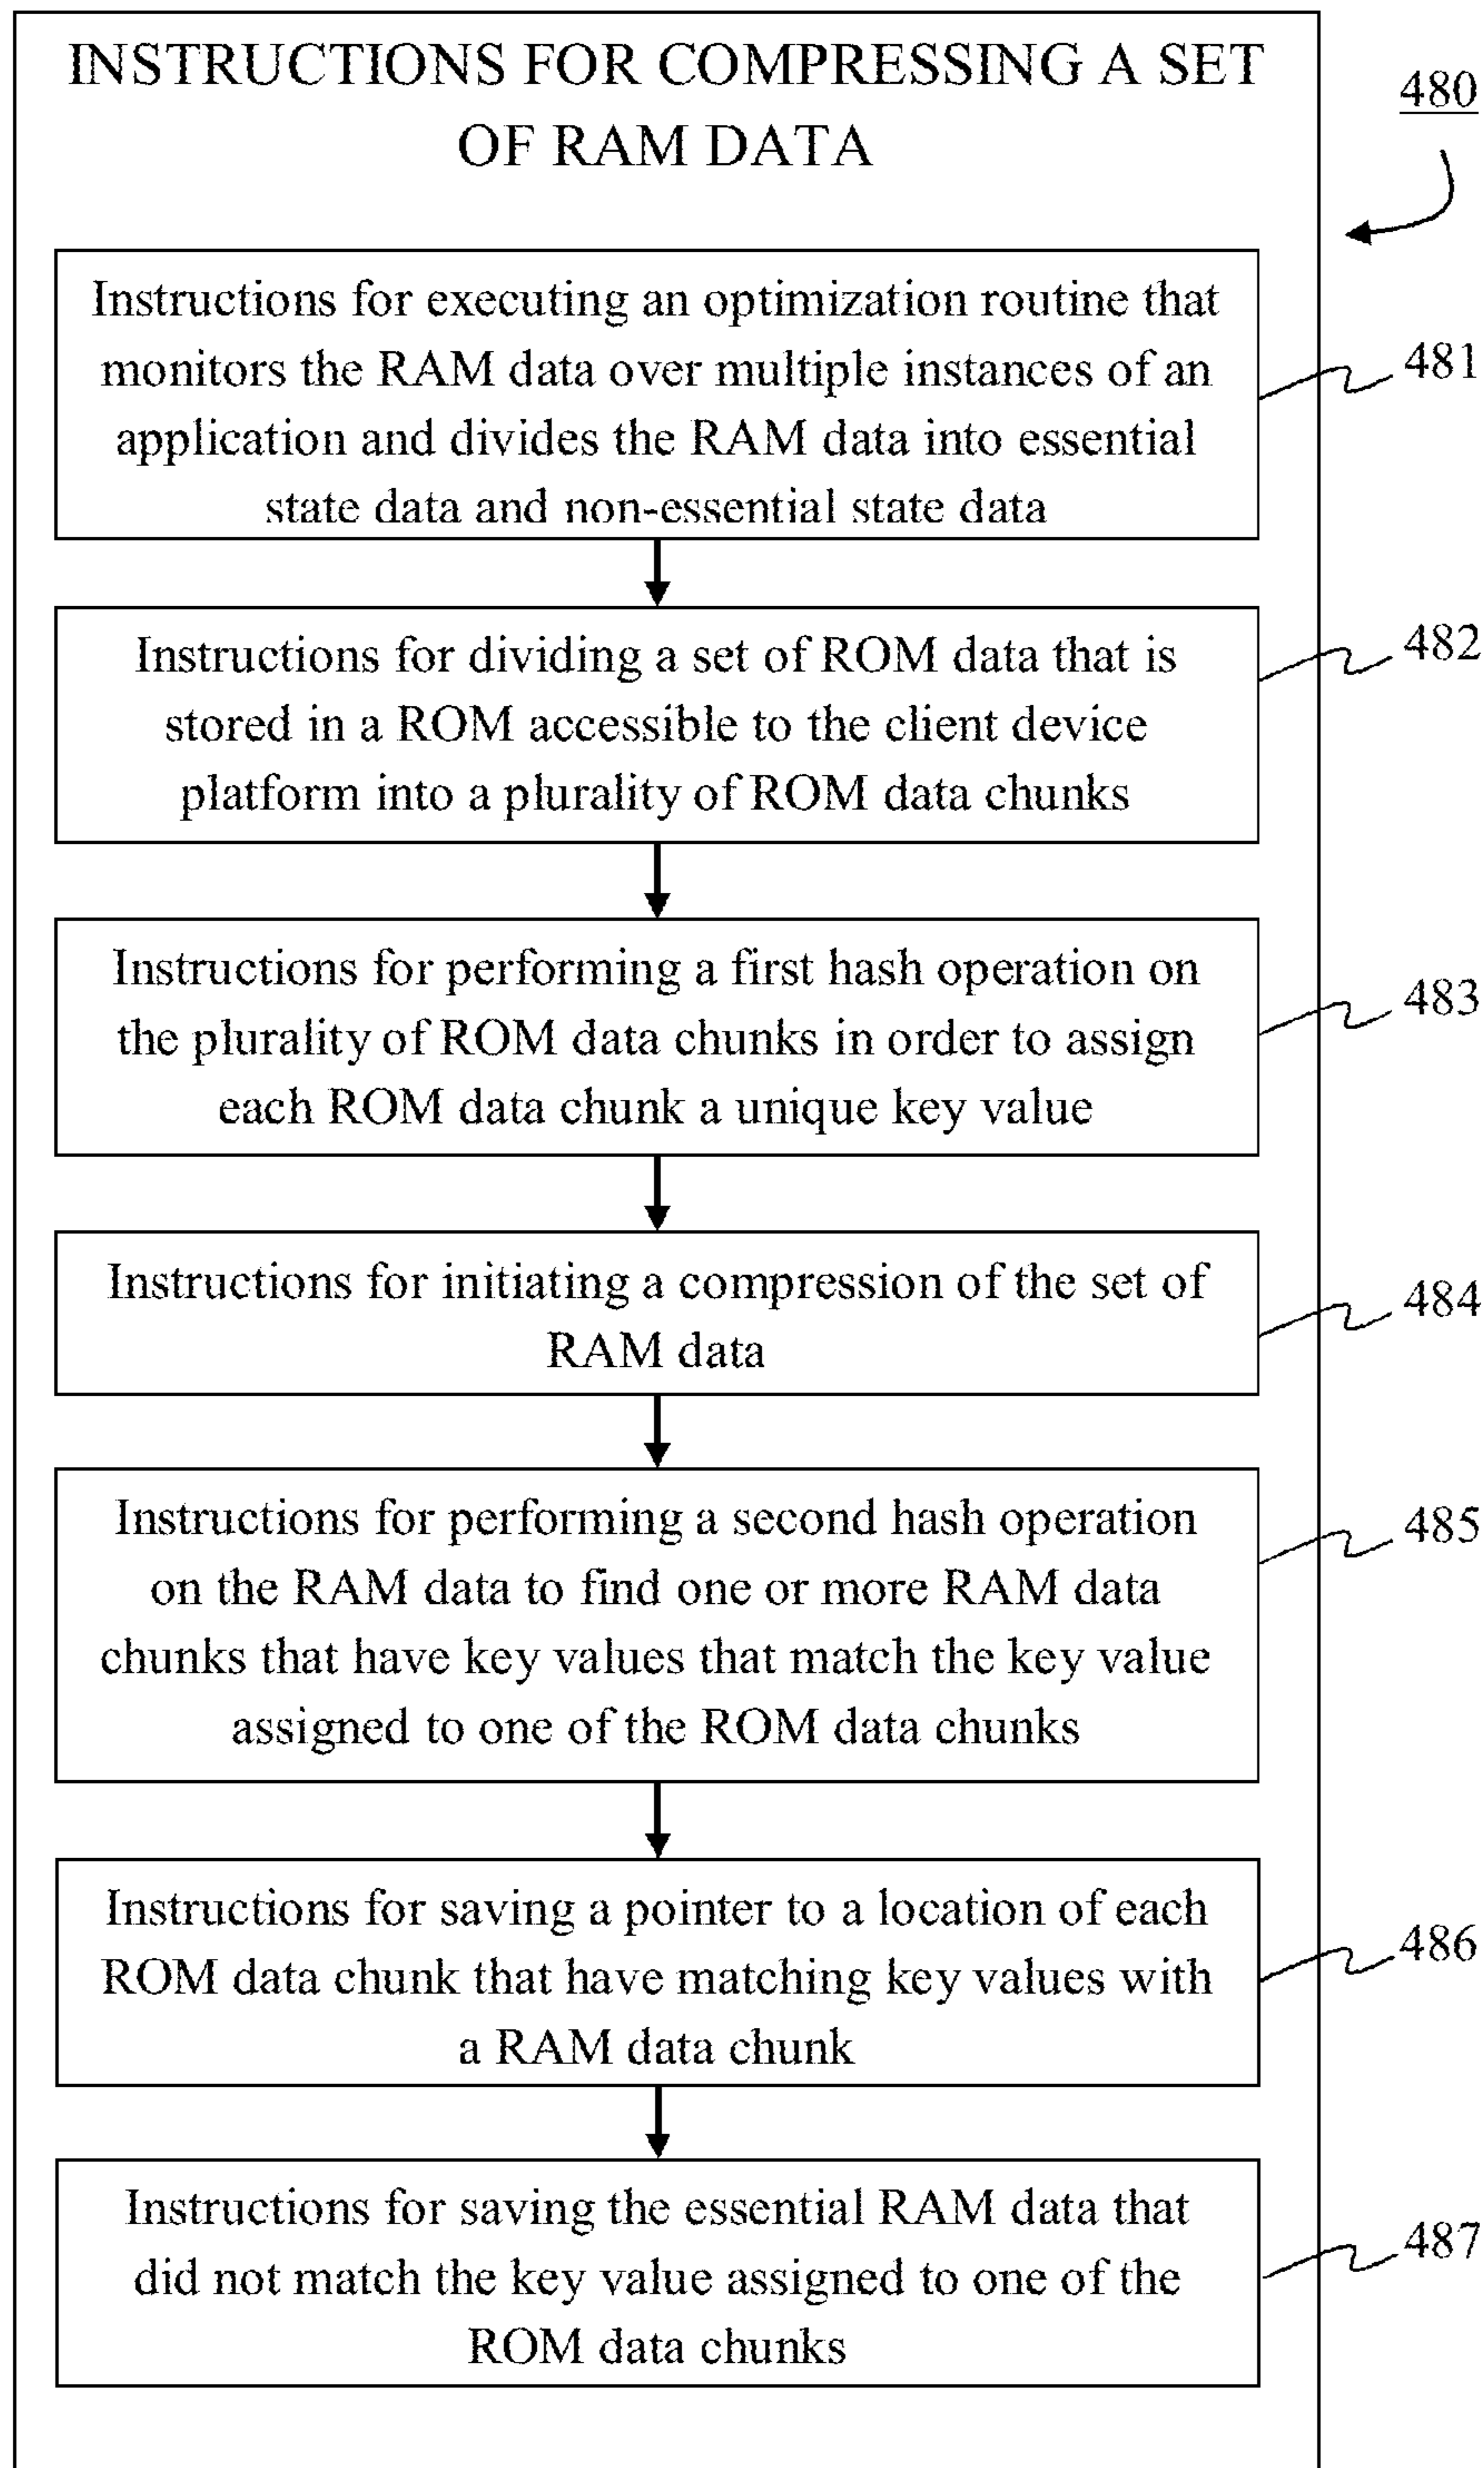 INSTRUCTIONS FOR COMPRESSING A SET
OF RAM DATA
480
Instructions for executing an optimization routine that
monitors the RAM data over multiple instances of an
application and divides the RAM data into essential
state data and non-essential state data
481
Instructions for dividing a set of ROM data that is
stored in a ROM accessible to the client device
platform into a plurality of ROM data chunks
482
Instructions for performing a first hash operation on
the plurality of ROM data chunks in order to assign
each ROM data chunk a unique key value
483
Instructions for initiating a compression of the set of
RAM data
484
Instructions for performing a second hash operation
on the RAM data to find one or more RAM data
chunks that have key values that match the key value
assigned to one of the ROM data chunks
485
Instructions for saving a pointer to a location of each
ROM data chunk that have matching key values with
a RAM data chunk
486
Instructions for saving the essential RAM data that
did not match the key value assigned to one of the
ROM data chunks
487